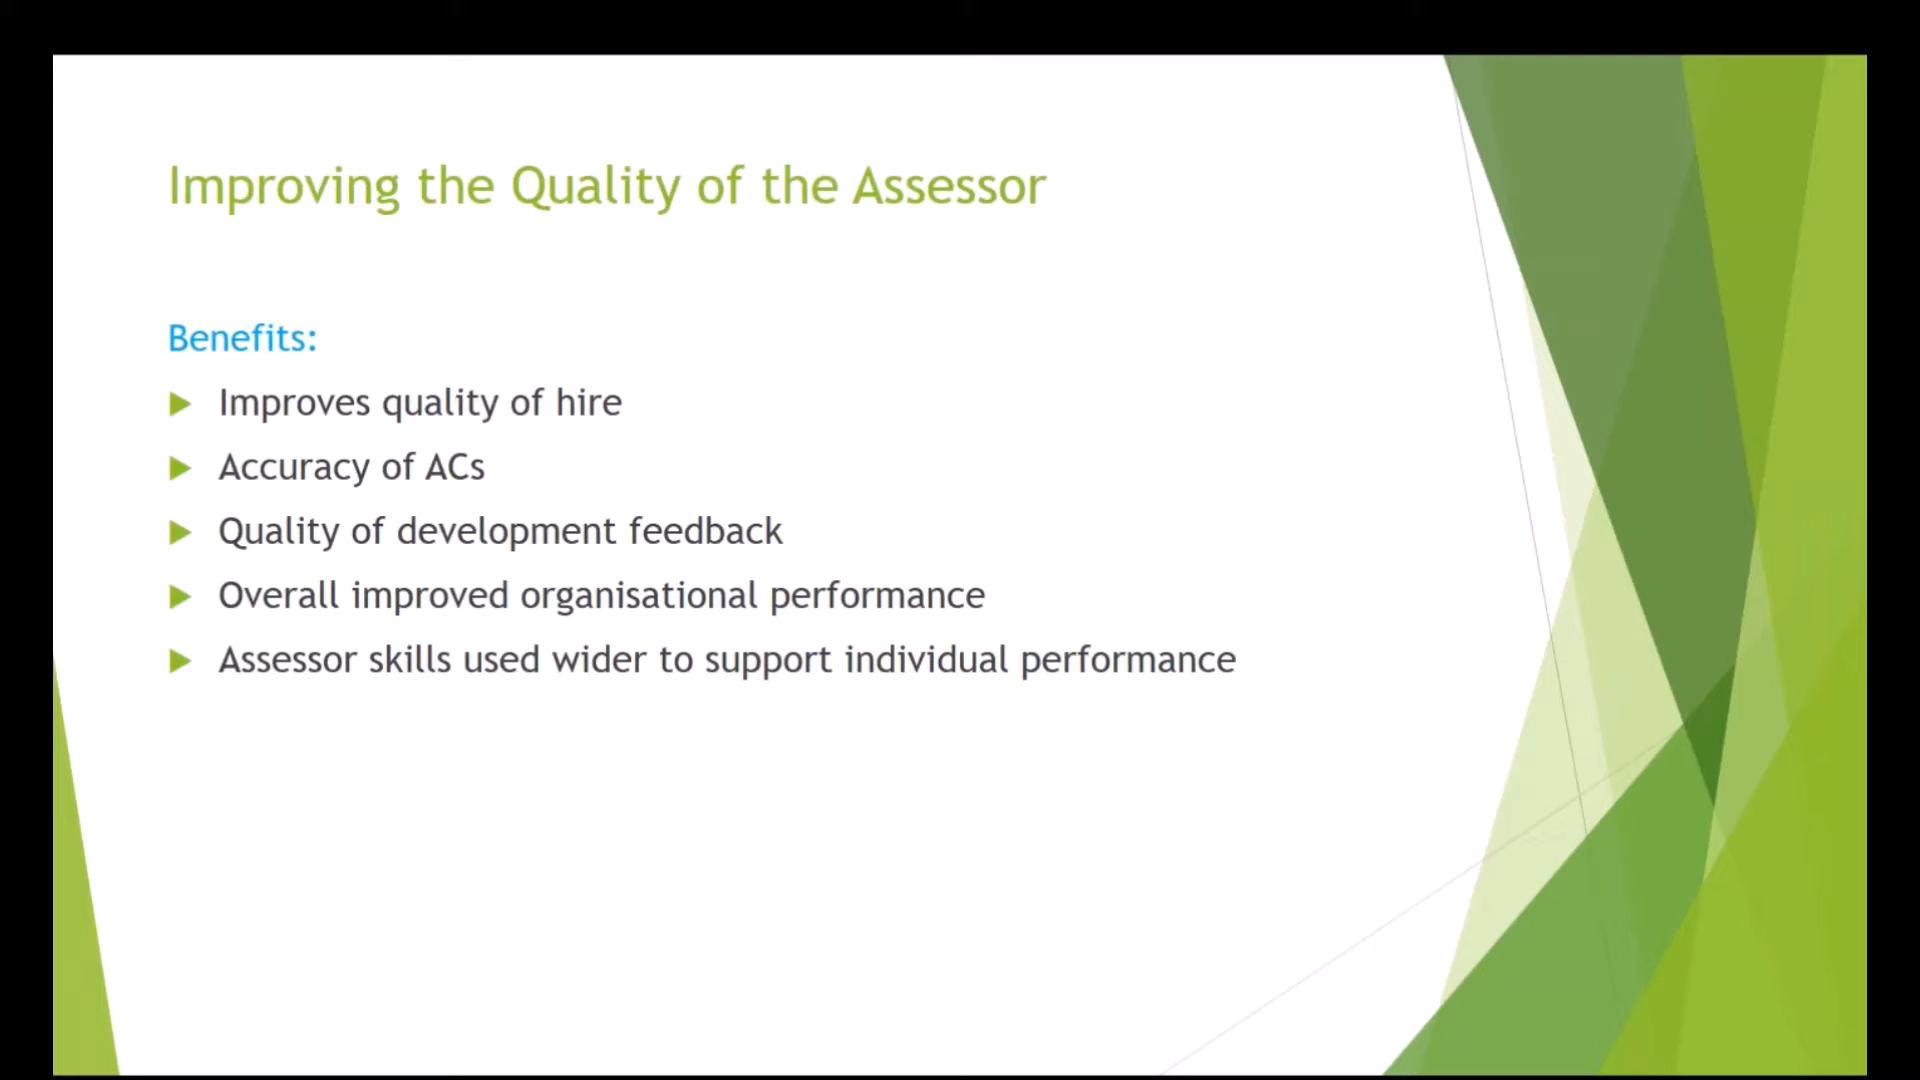 Improving the Quality of the Assessor
Benefits:
Improves quality of hire
Accuracy of ACs
Quality of development feedback
Overall improved organisational performance
Assessor skills used wider to support individual performance